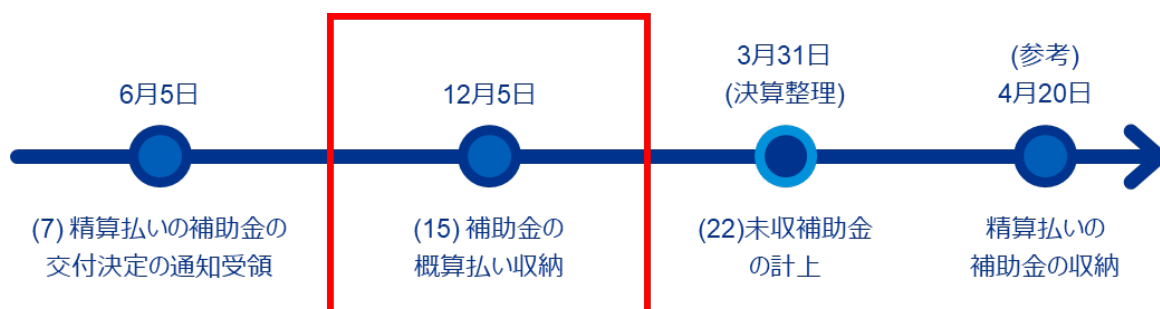 6月5日
(7) 精算払いの補助金の
交付決定の通知受領
12月5日
(15) 補助金の
概算払い収納
3月31日
(決算整理)
(22)未収補助金
の計上
(参考)
4月20日
精算払いの
補助金の収納